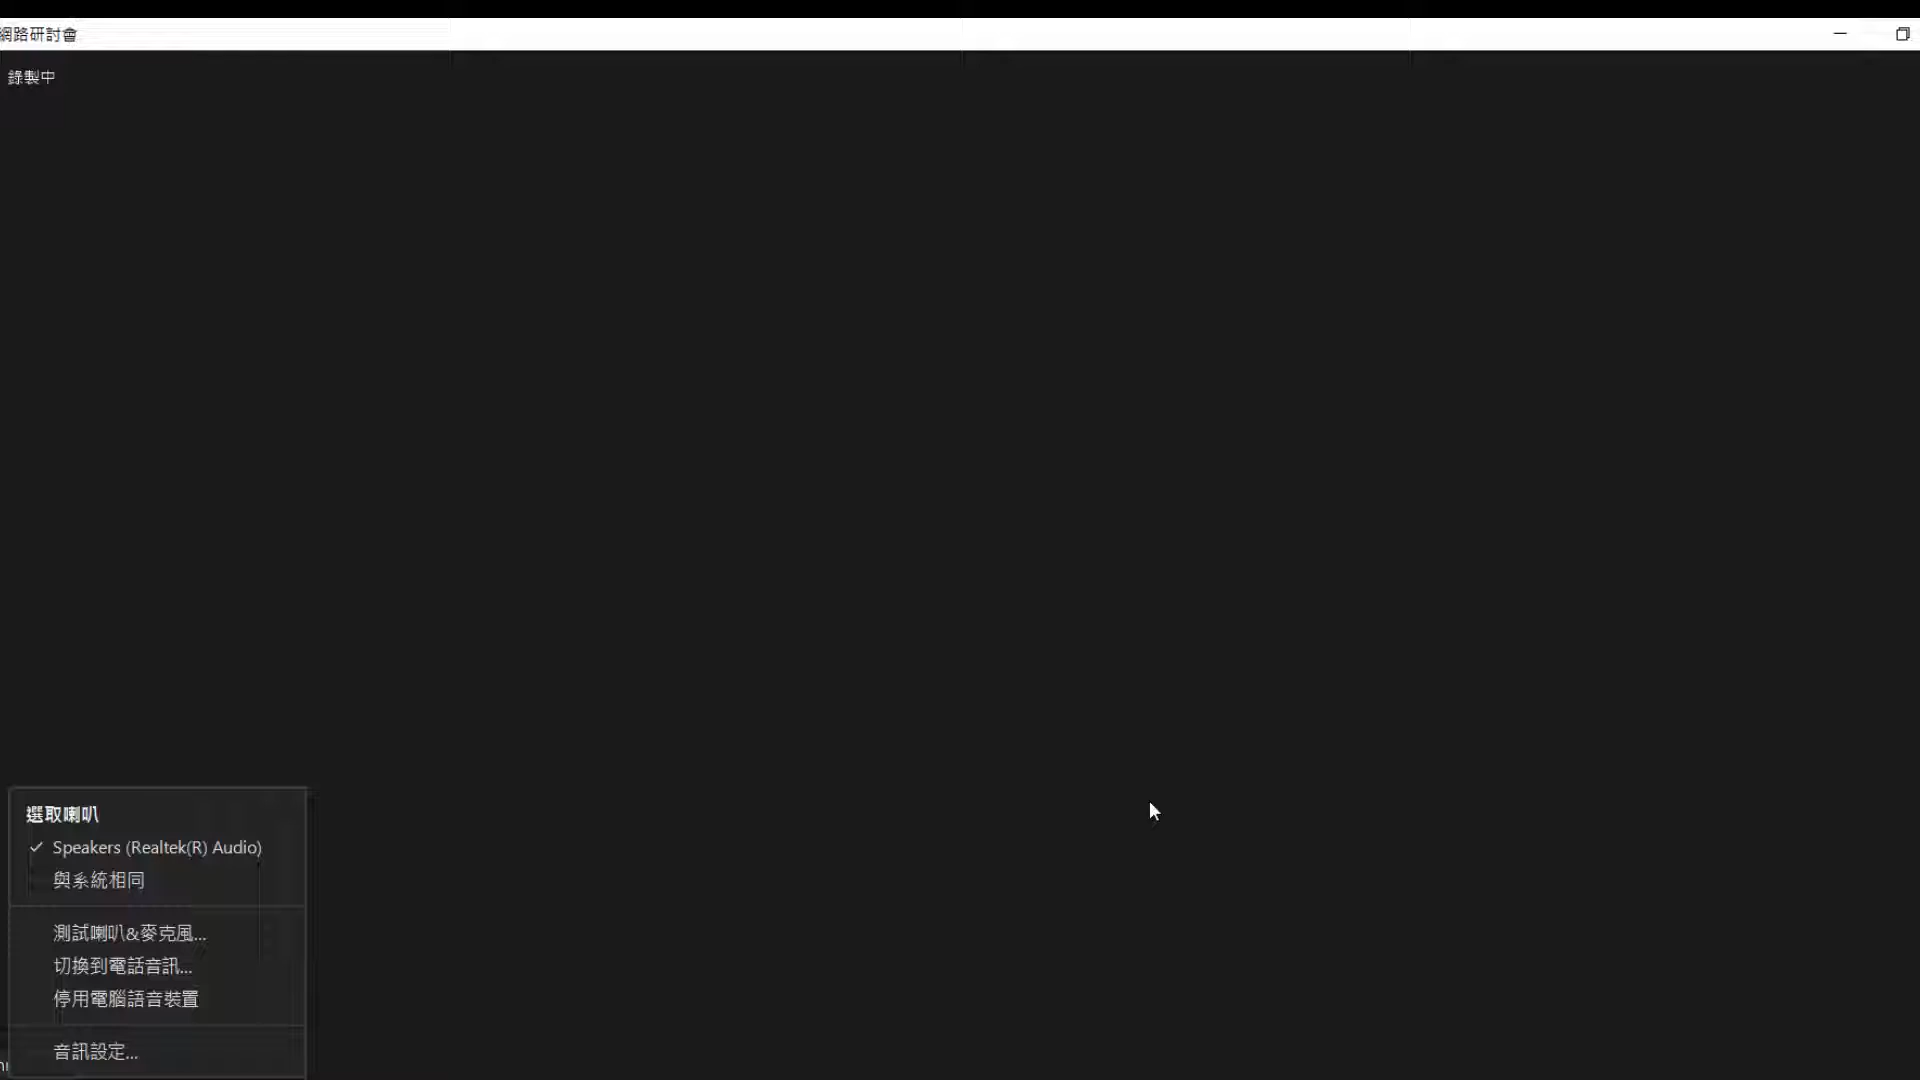 網路研討會
錄製中
選取喇叭
Speakers (Realtek(R) Audio)
與系統相同
測試喇叭&麥克風...
切換到電話音訊...
停用電腦語音裝置
音訊設定...